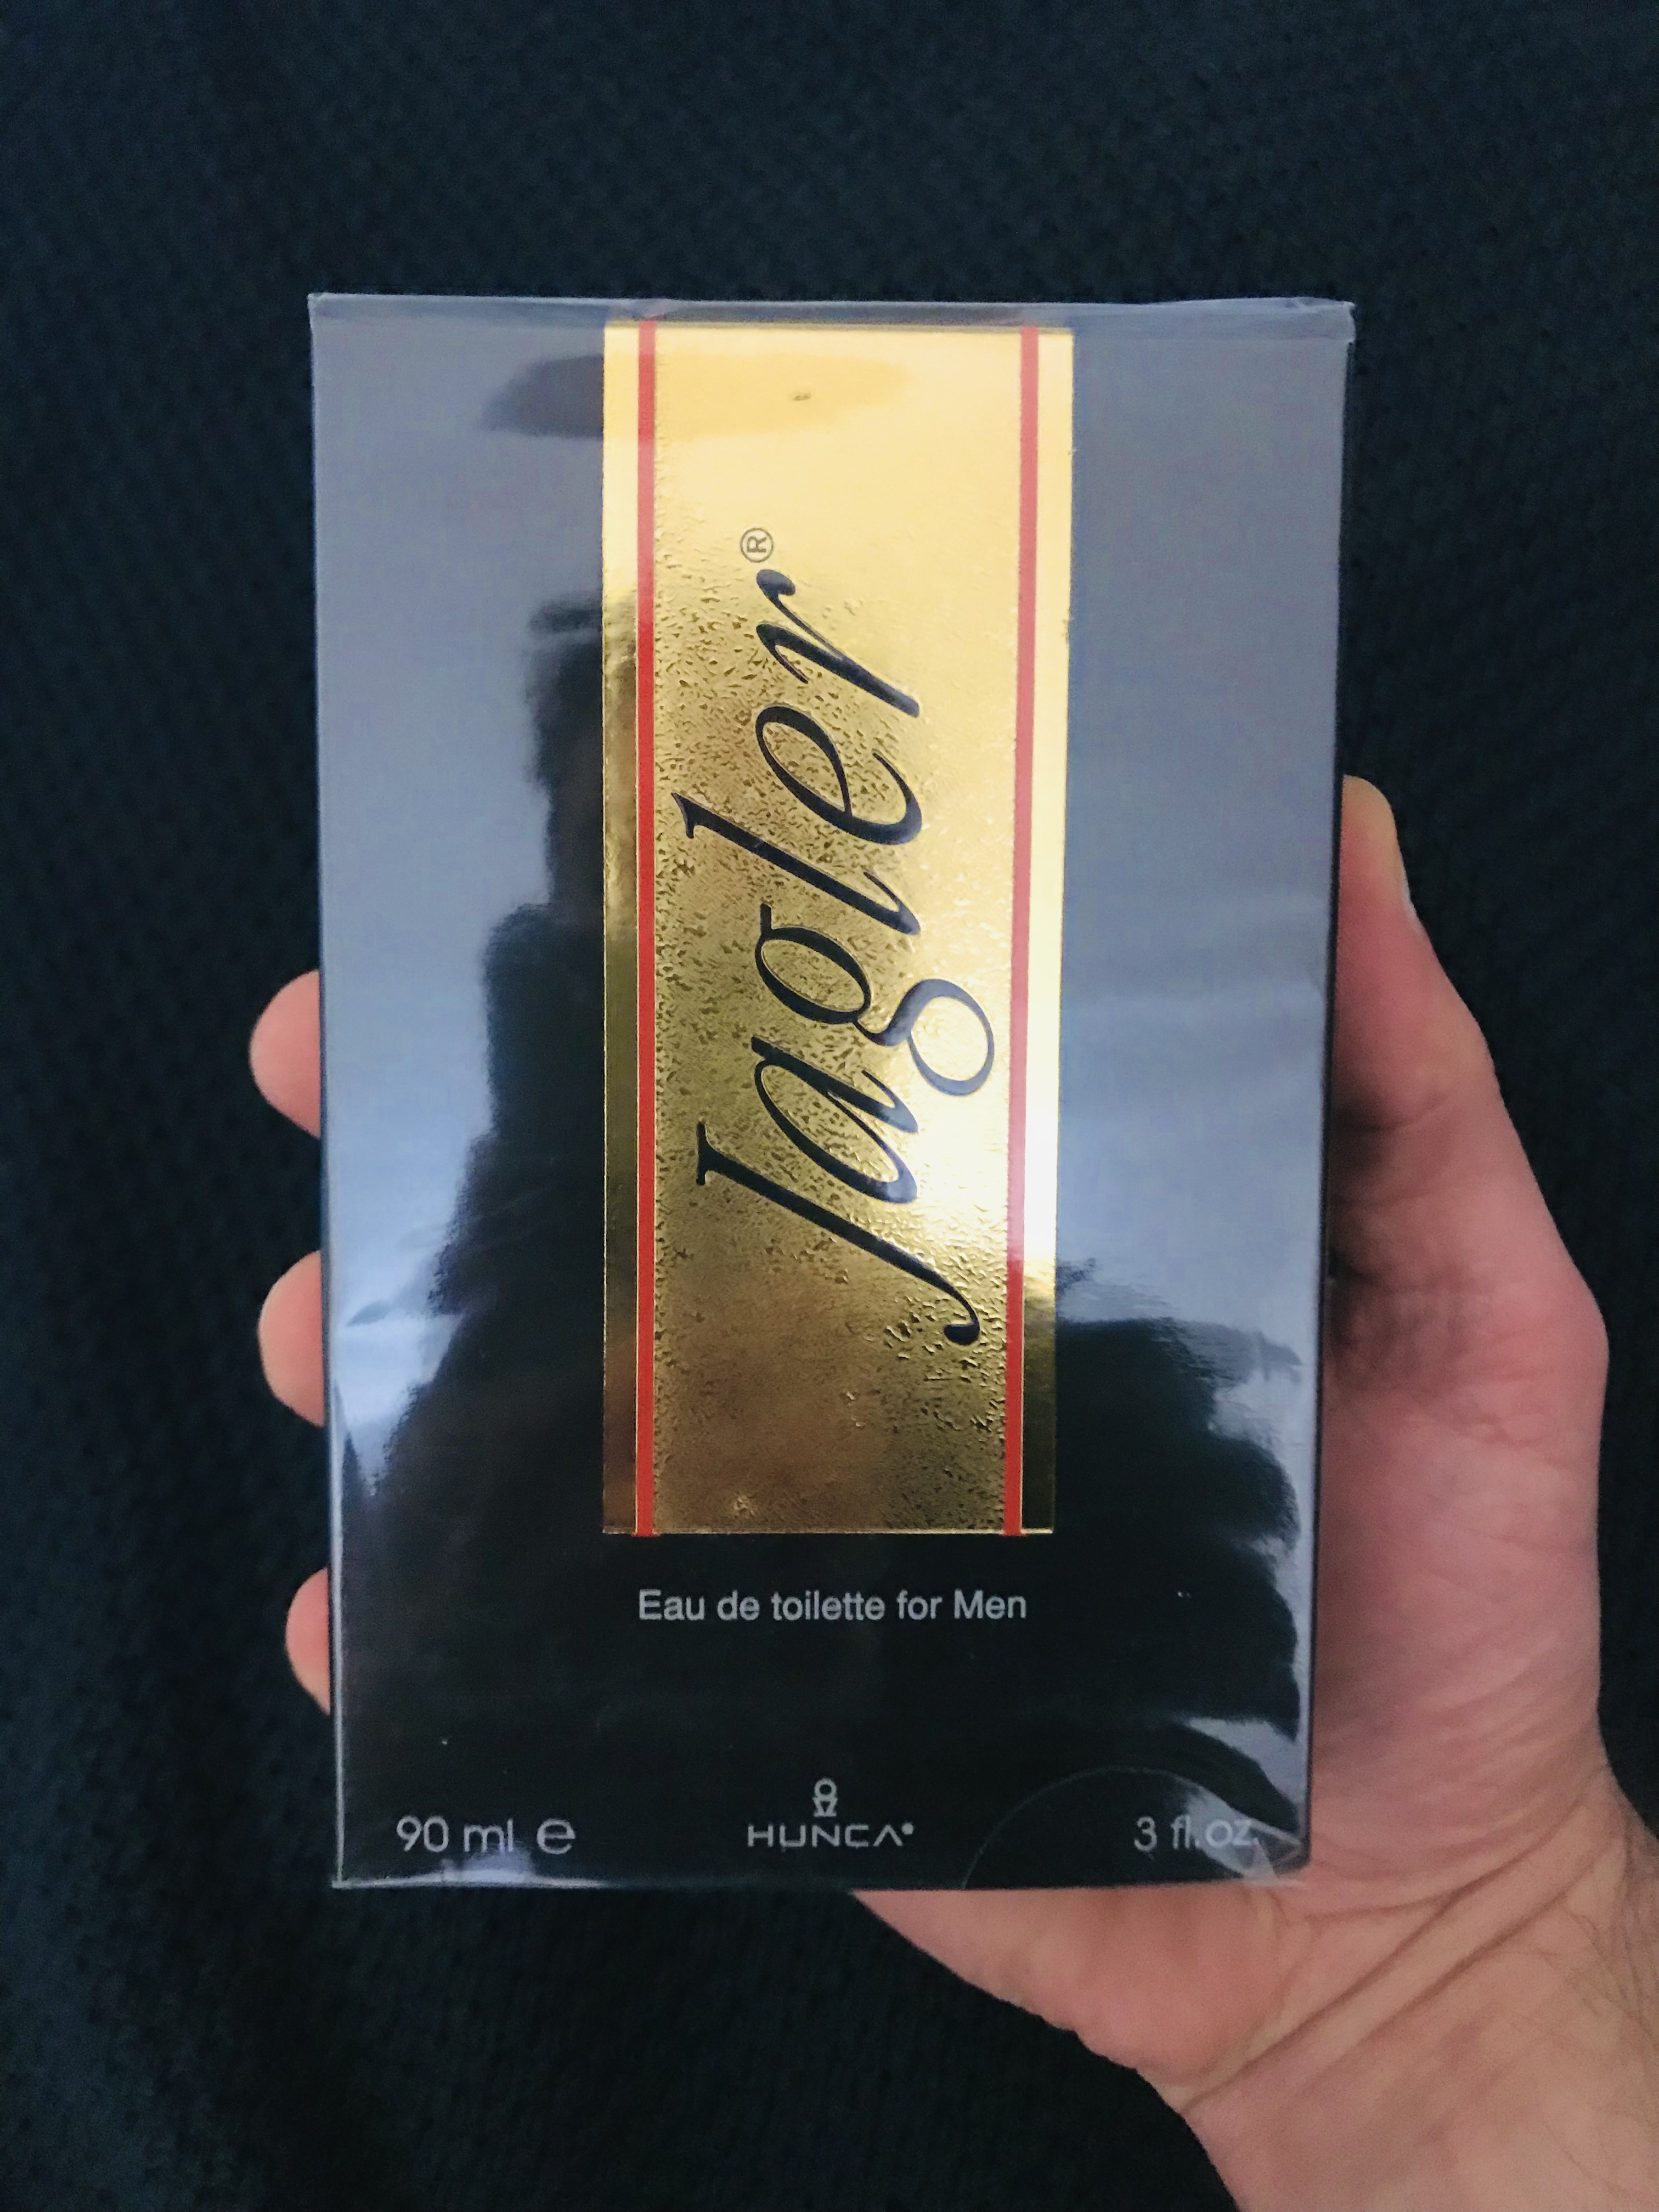 Jagler®
Eau de toilette for Men
90 ml ℮
HUNCA
3 fl.oz.